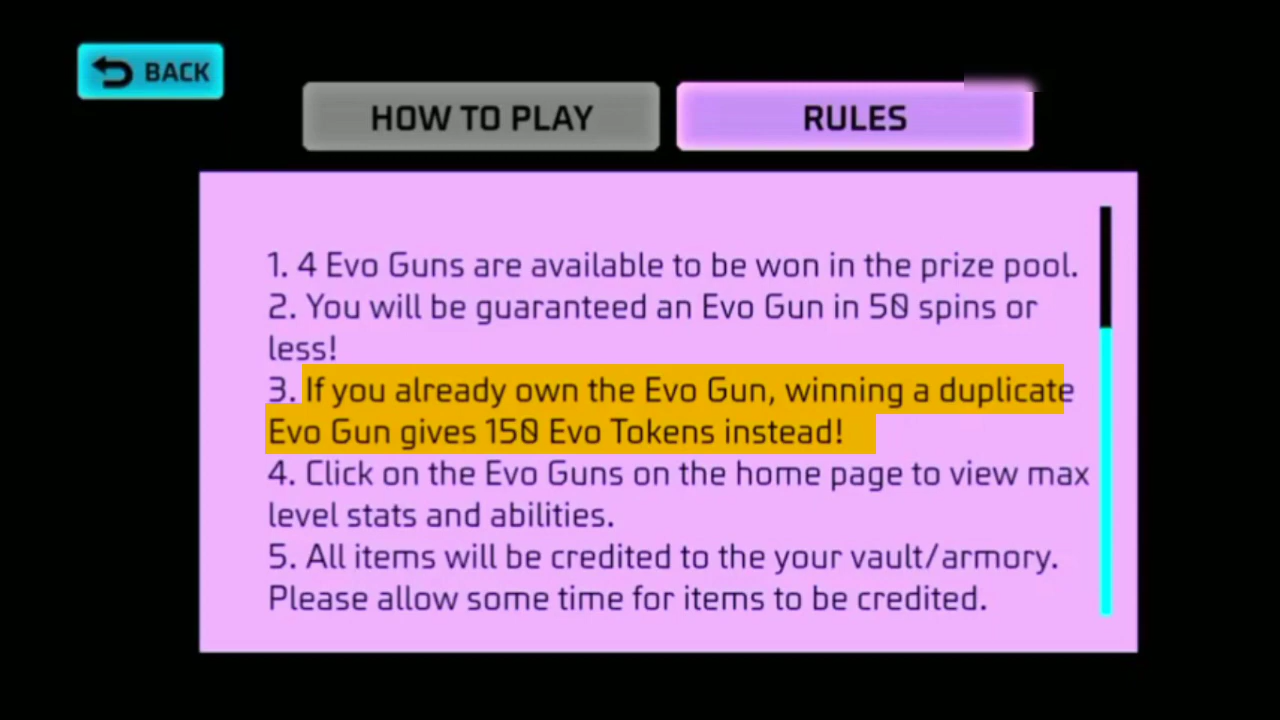 BACK
HOW TO PLAY
RULES
1. 4 Evo Guns are available to be won in the prize pool.
2. You will be guaranteed an Evo Gun in 50 spins or
less!
3. If you already own the Evo Gun, winning a duplicate
Evo Gun gives 150 Evo Tokens instead!
4. Click on the Evo Guns on the home page to view max
level stats and abilities.
5. All items will be credited to the your vault/armory.
Please allow some time for items to be credited.